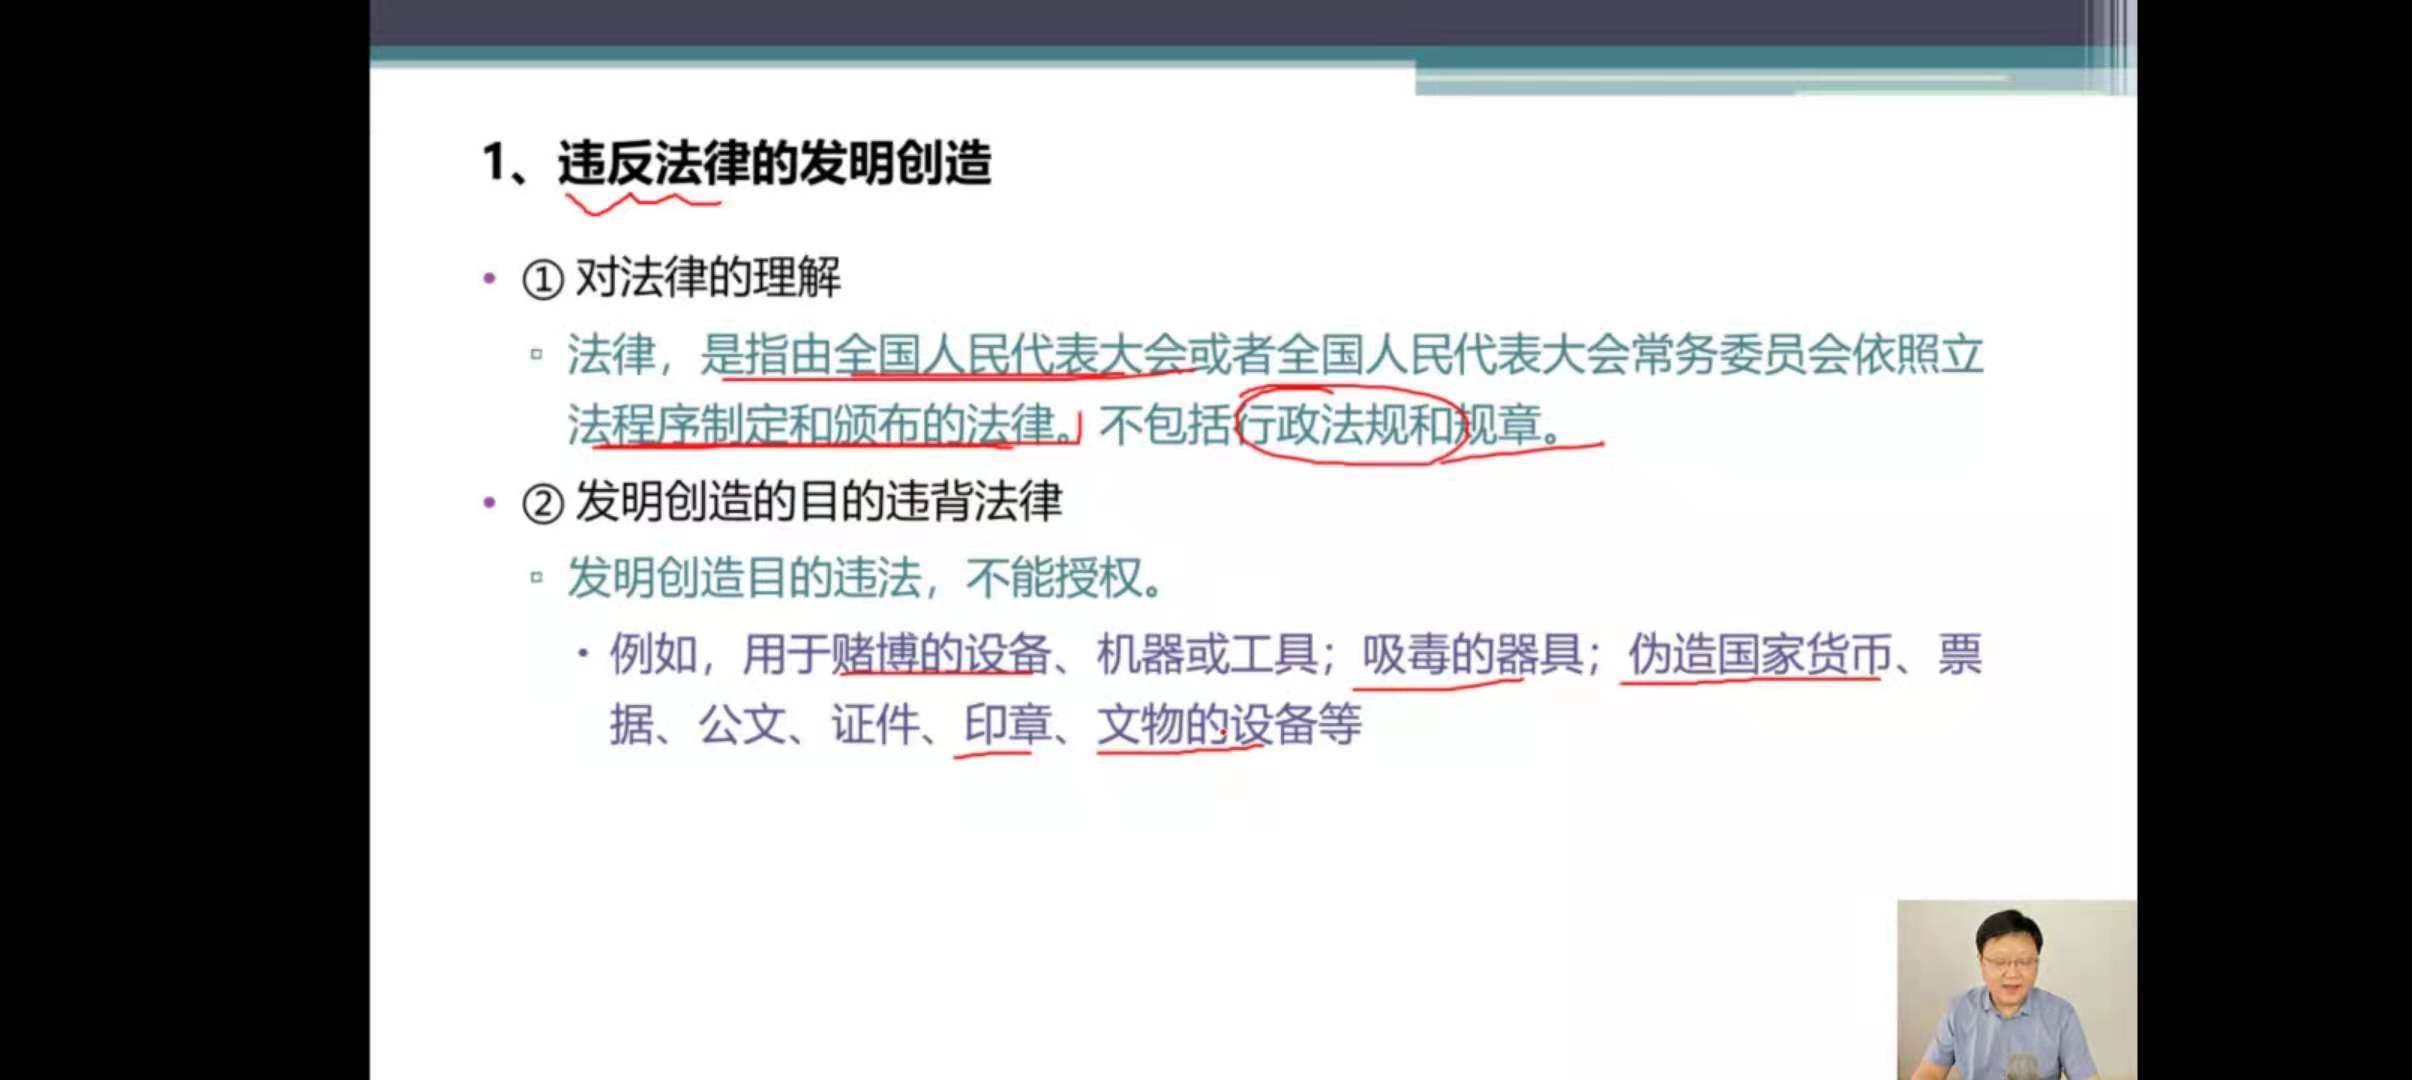 1、违反法律的发明创造
• ① 对法律的理解
▫ 法律，是指由全国人民代表大会或者全国人民代表大会常务委员会依照立
法程序制定和颁布的法律。不包括行政法规和规章。
• ② 发明创造的目的违背法律
▫ 发明创造目的违法，不能授权。
• 例如，用于赌博的设备、机器或工具；吸毒的器具；伪造国家货币、票
据、公文、证件、印章、文物的设备等